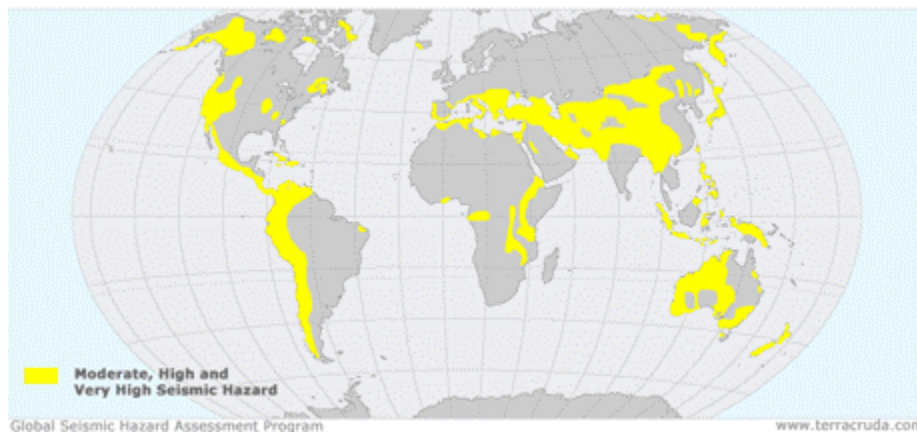 Moderate, High and
Very High Seismic Hazard
Global Seismic Hazard Assessment Program
www.terracruda.com